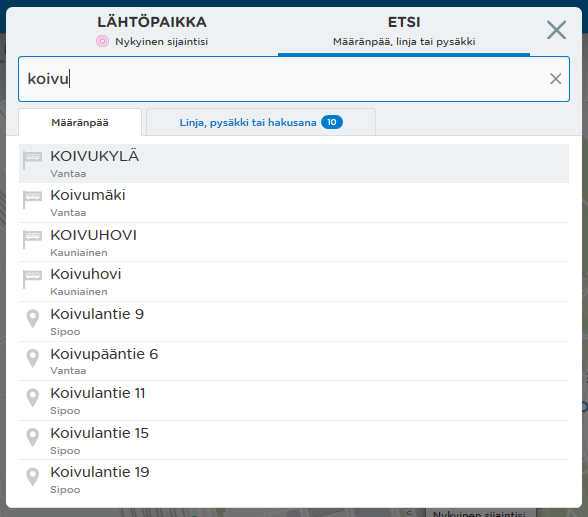 LÄHTÖPAIKKA
Nykyinen sijaintisi
ETSI
Määränpää, linja tai pysäkki
koivu
Määränpää
Linja, pysäkki tai hakusana 10
KOIVUKYLÄ
Vantaa
Koivumäki
Vantaa
KOIVUHOVI
Kauniainen
Koivuhovi
Kauniainen
Koivulantie 9
Sipoo
Koivupääntie 6
Vantaa
Koivulantie 11
Sipoo
Koivulantie 15
Sipoo
Koivulantie 19
Sipoo
Nykyinen sijaintisi